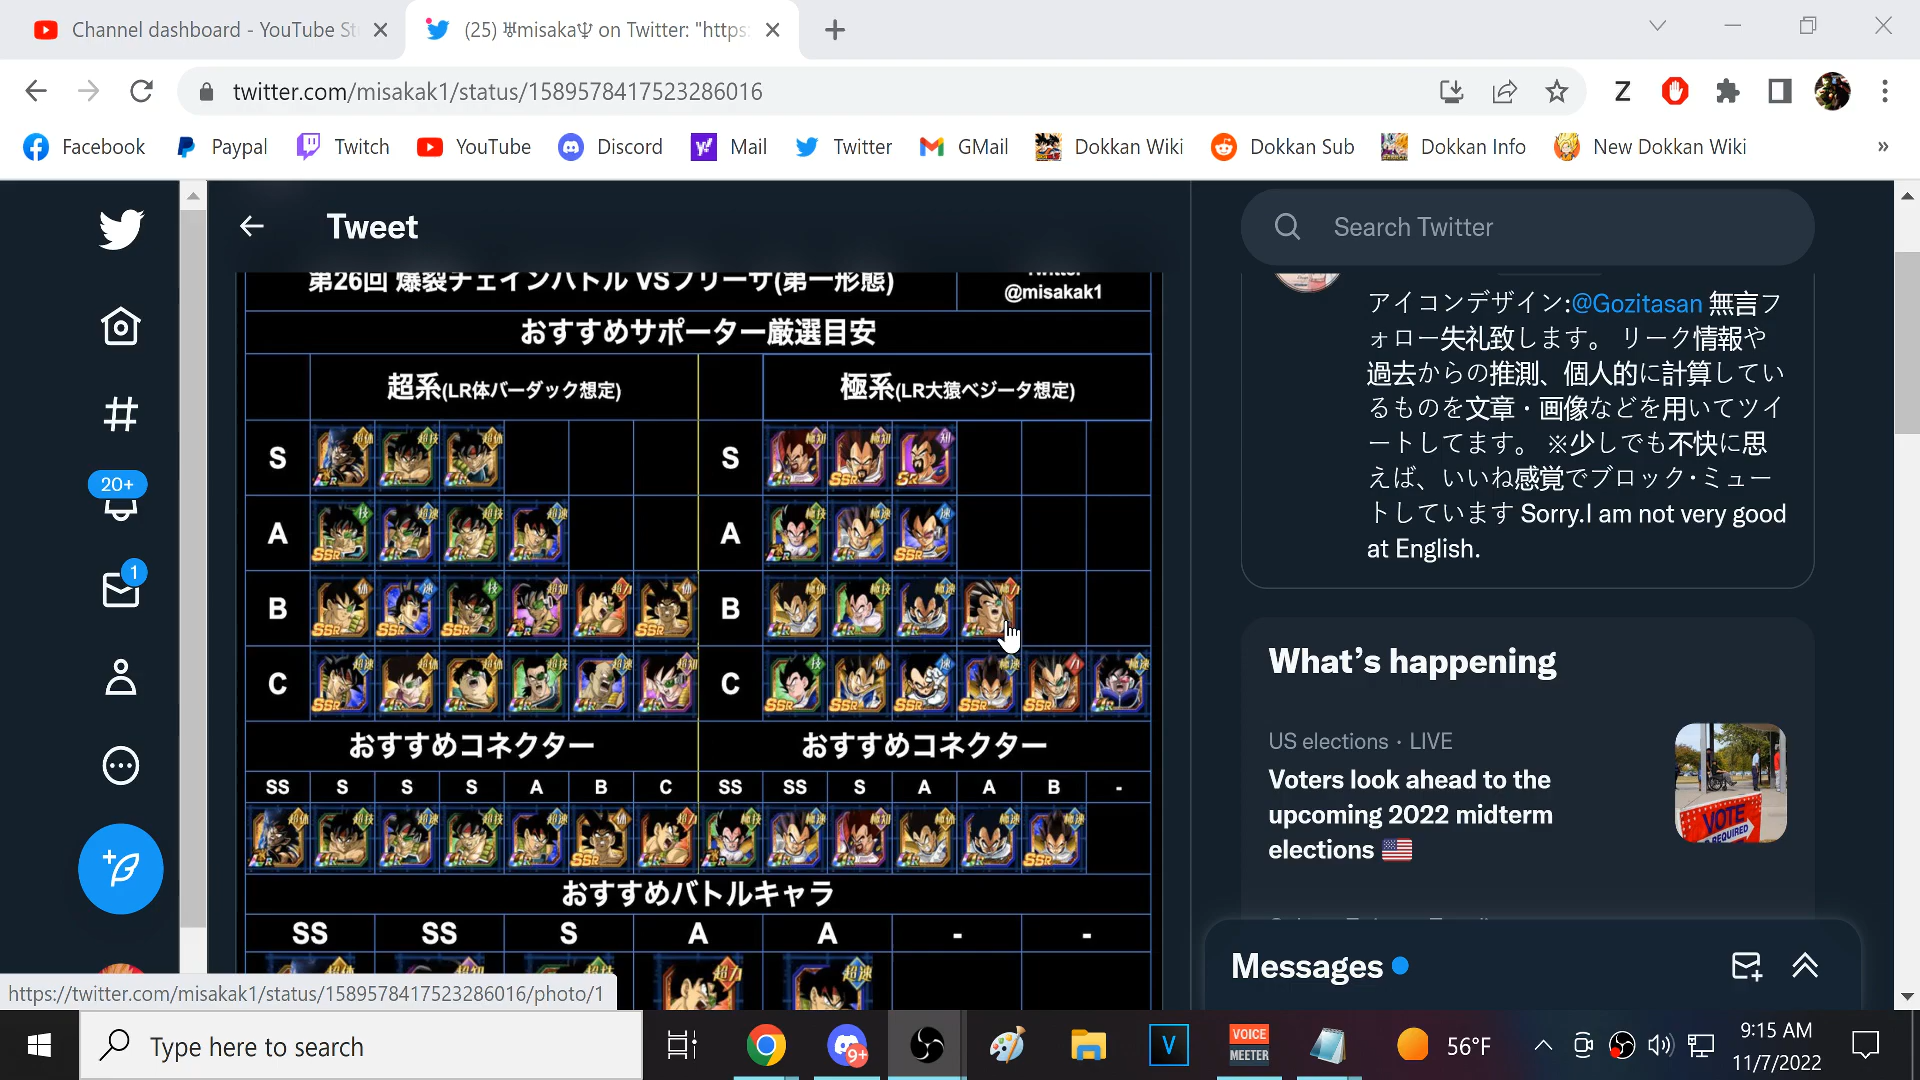 Channel dashboard - YouTube St
(25) ♅misaka♆ on Twitter: "https:
twitter.com/misakak1/status/1589578417523286016
Z
Facebook
Paypal
Twitch
YouTube
Discord
Mail
Twitter
GMail
Dokkan Wiki
Dokkan Sub
Dokkan Info
New Dokkan Wiki
»
Tweet
Search Twitter
第26回 爆裂チェインバトル VSフリーザ(第一形態)
Twitter
@misakak1
おすすめサポーター厳選目安
超系(LR体バーダック想定)
極系(LR大猿ベジータ想定)
S
S
A
A
B
B
C
C
おすすめコネクター
おすすめコネクター
SS S S S A B C SS SS S A A B -
おすすめバトルキャラ
SS SS S A A - -
20+
1
アイコンデザイン:@Gozitasan 無言フ
ォロー失礼致します。 リーク情報や
過去からの推測、個人的に計算してい
るものを文章・画像などを用いてツイ
ートしてます。 ※少しでも不快に思
えば、いいね感覚でブロック・ミュー
トしています Sorry.I am not very good
at English.
What's happening
US elections · LIVE
Voters look ahead to the
upcoming 2022 midterm
elections
VOTE
REQUIRED
Messages
https://twitter.com/misakak1/status/1589578417523286016/photo/1
Type here to search
9+
V
VOICE
MEETER
56°F
9:15 AM
11/7/2022